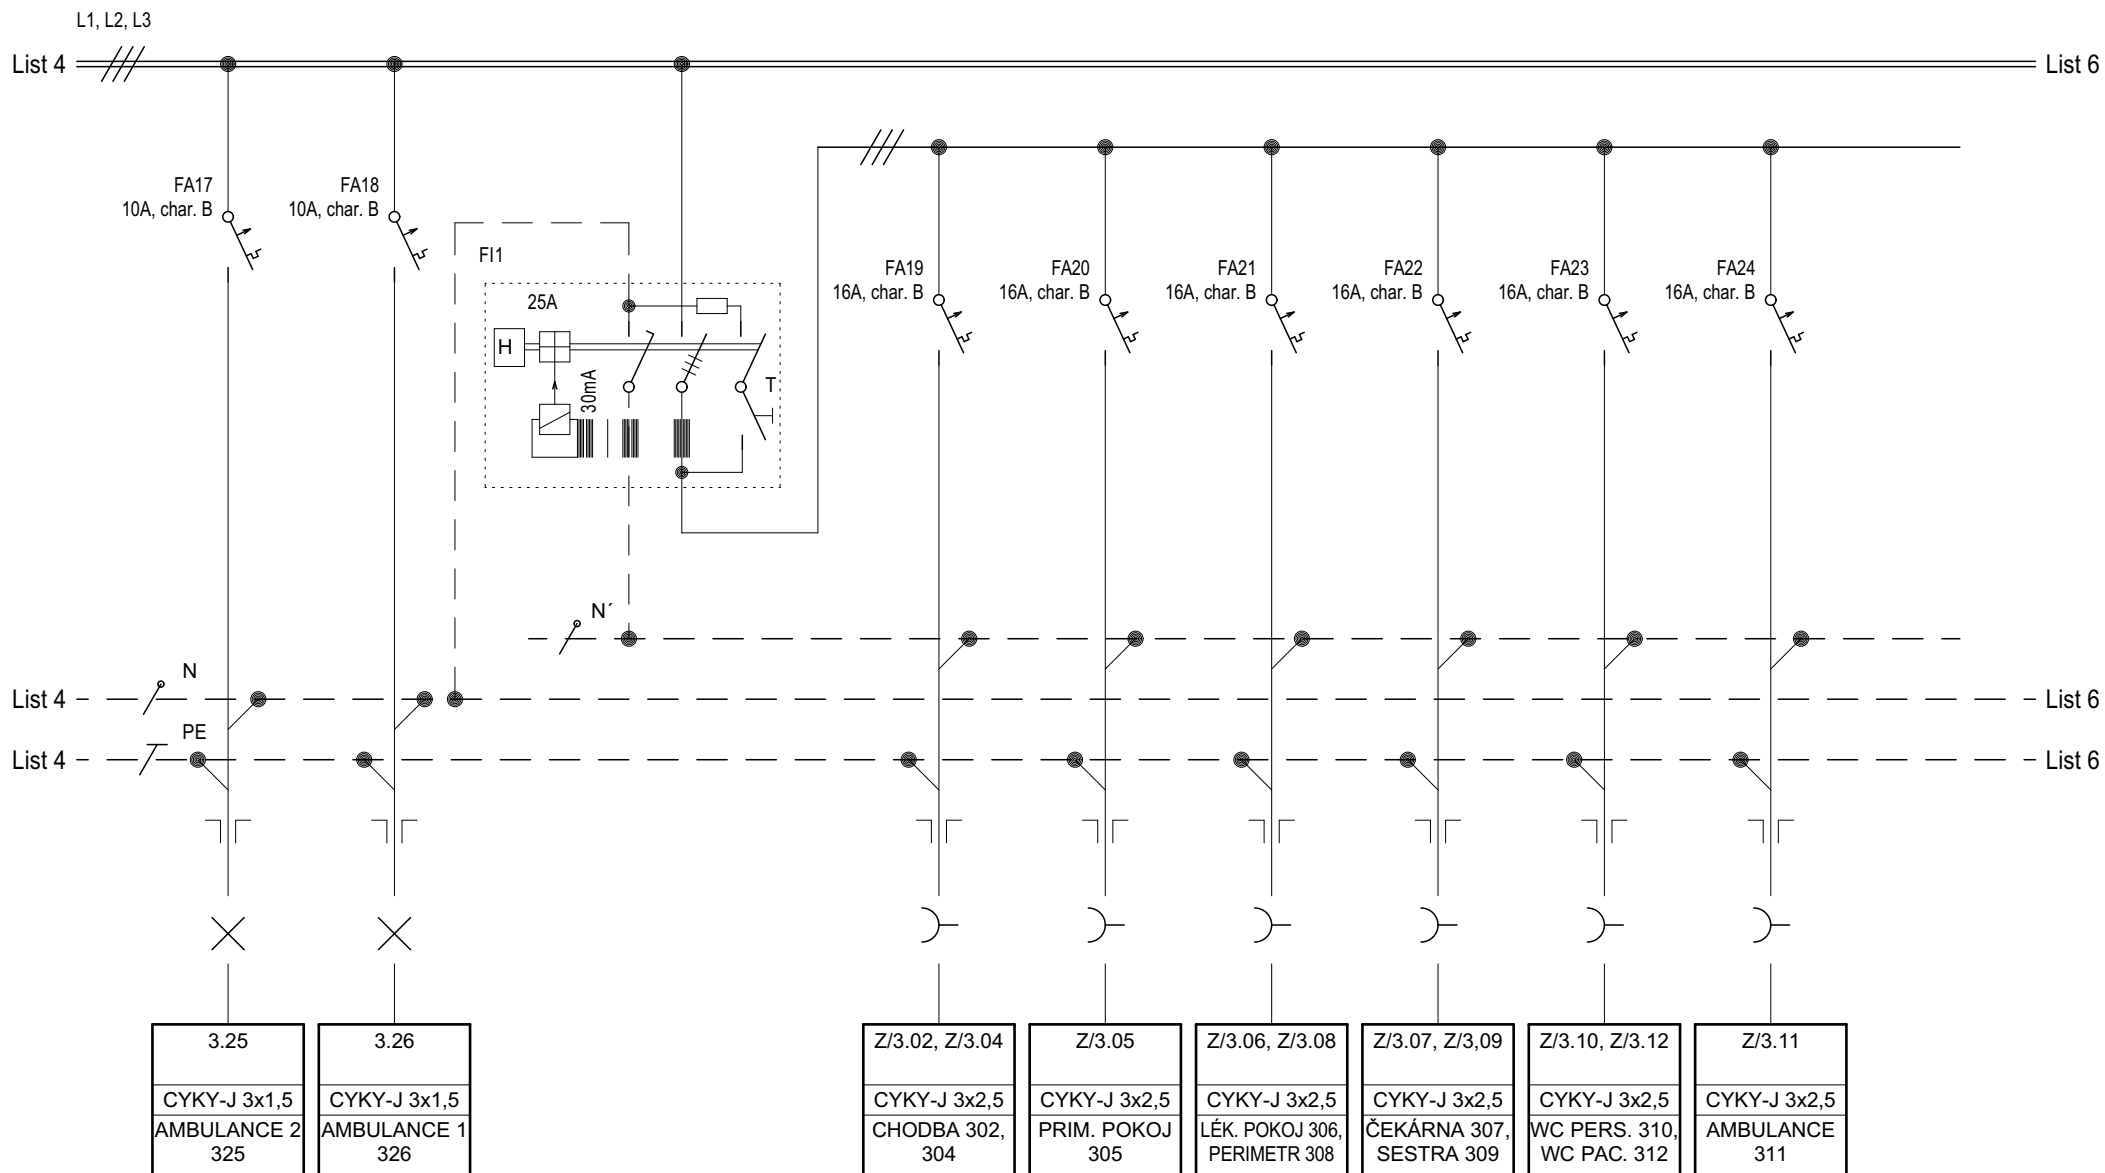 L1, L2, L3
List 4
List 6
FA17
10A, char. B
FA18
10A, char. B
FI1
25A
H
30mA
T
FA19
16A, char. B
FA20
16A, char. B
FA21
16A, char. B
FA22
16A, char. B
FA23
16A, char. B
FA24
16A, char. B
N´
N
List 4
List 6
PE
List 4
List 6
3.25
CYKY-J 3x1,5
AMBULANCE 2
325
3.26
CYKY-J 3x1,5
AMBULANCE 1
326
Z/3.02, Z/3.04
CYKY-J 3x2,5
CHODBA 302,
304
Z/3.05
CYKY-J 3x2,5
PRIM. POKOJ
305
Z/3.06, Z/3.08
CYKY-J 3x2,5
LÉK. POKOJ 306,
PERIMETR 308
Z/3.07, Z/3,09
CYKY-J 3x2,5
ČEKÁRNA 307,
SESTRA 309
Z/3.10, Z/3.12
CYKY-J 3x2,5
WC PERS. 310,
WC PAC. 312
Z/3.11
CYKY-J 3x2,5
AMBULANCE
311